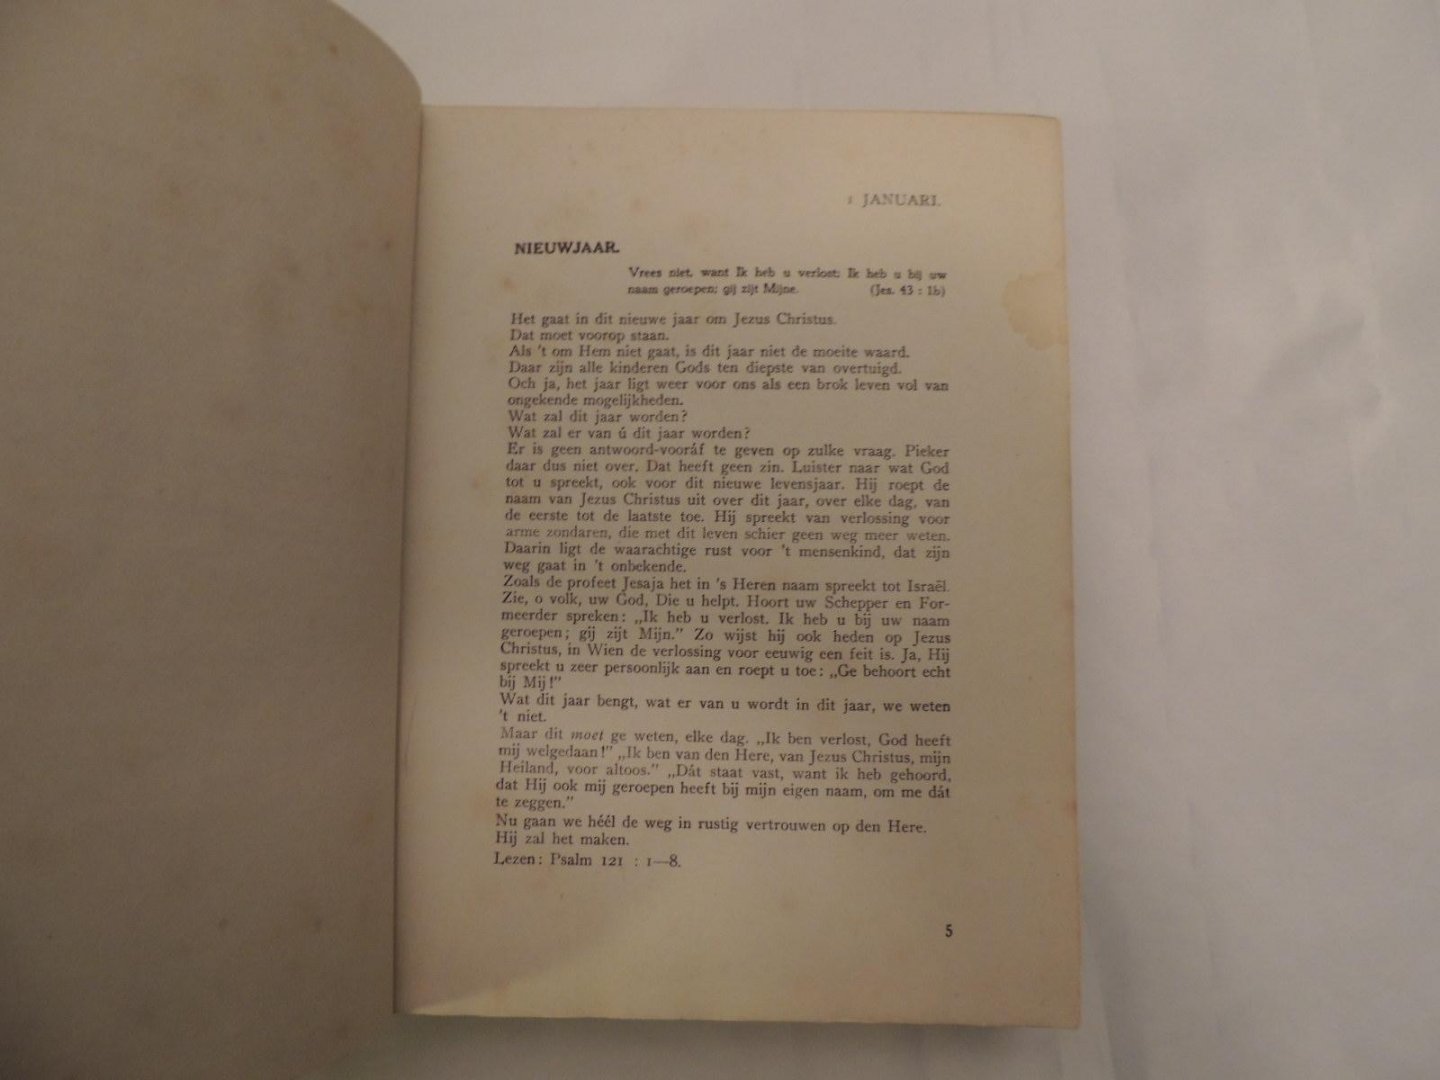 1 JANUARI.
NIEUWJAAR.
Vrees niet, want Ik heb u verlost; Ik heb u bij uw
naam geroepen; gij zijt Mijne. (Jes. 43 : 1b)
Het gaat in dit nieuwe jaar om Jezus Christus.
Dat moet voorop staan.
Als 't om Hem niet gaat, is dit jaar niet de moeite waard.
Daar zijn alle kinderen Gods ten diepste van overtuigd.
Och ja, het jaar ligt weer voor ons als een brok leven vol van
ongekende mogelijkheden.
Wat zal dit jaar worden?
Wat zal er van ú dit jaar worden?
Er is geen antwoord-vooráf te geven op zulke vraag. Pieker
daar dus niet over. Dat heeft geen zin. Luister naar wat God
tot u spreekt, ook voor dit nieuwe levensjaar. Hij roept de
naam van Jezus Christus uit over dit jaar, over elke dag, van
de eerste tot de laatste toe. Hij spreekt van verlossing voor
arme zondaren, die met dit leven schier geen weg meer weten.
Daarin ligt de waarachtige rust voor 't mensenkind, dat zijn
weg gaat in 't onbekende.
Zoals de profeet Jesaja het in 's Heren naam spreekt tot Israël.
Zie, o volk, uw God, Die u helpt. Hoort uw Schepper en For-
meerder spreken: „Ik heb u verlost. Ik heb u bij uw naam
geroepen; gij zijt Mijn.” Zo wijst hij ook heden op Jezus
Christus, in Wien de verlossing voor eeuwig een feit is. Ja, Hij
spreekt u zeer persoonlijk aan en roept u toe: „Ge behoort echt
bij Mij!”
Wat dit jaar bengt, wat er van u wordt in dit jaar, we weten
't niet.
Maar dit moet ge weten, elke dag. „Ik ben verlost, God heeft
mij welgedaan!” „Ik ben van den Here, van Jezus Christus, mijn
Heiland, voor altoos.” „Dát staat vast, want ik heb gehoord,
dat Hij ook mij geroepen heeft bij mijn eigen naam, om me dát
te zeggen.”
Nu gaan we héél de weg in rustig vertrouwen op den Here.
Hij zal het maken.
Lezen: Psalm 121 : 1—8.
5